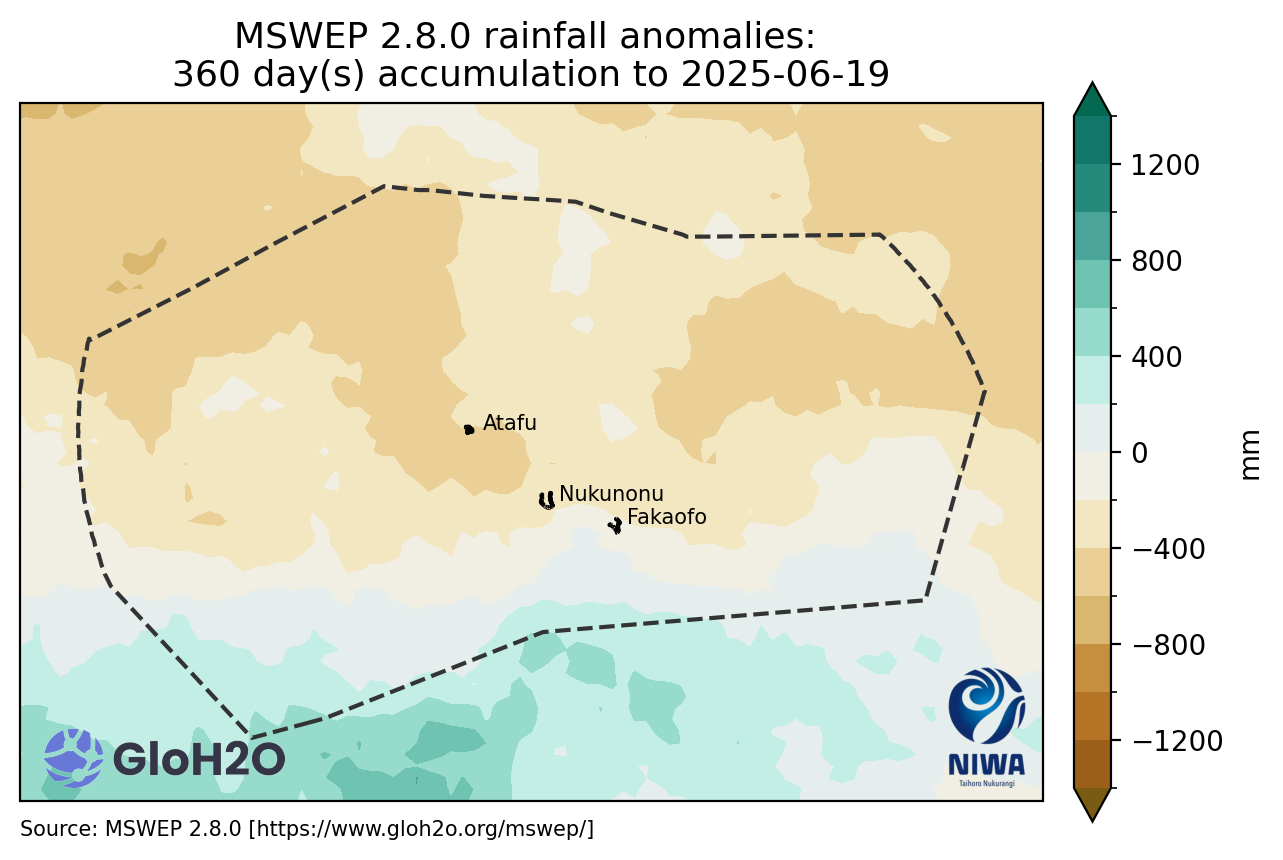 MSWEP 2.8.0 rainfall anomalies:
360 day(s) accumulation to 2025-06-19
1200
800
400
0
−400
−800
−1200
mm
Atafu
Nukunonu
Fakaofo
GloH2O
NIWA
Taihoro Nukurangi
Source: MSWEP 2.8.0 [https://www.gloh2o.org/mswep/]